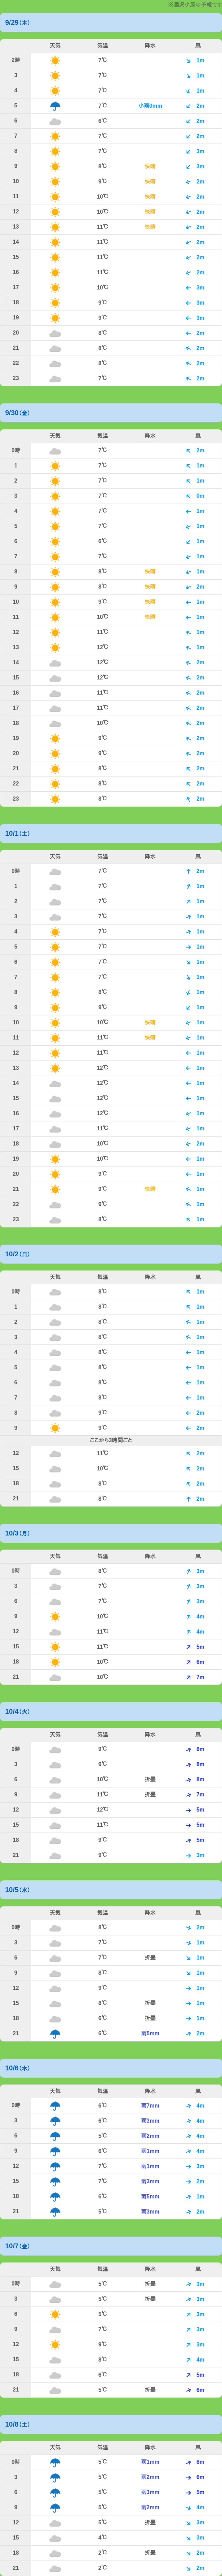 ※箇所小量の予報です
9/29(木)
天気 気温 降水 風
2時 7℃ 1m
3 7℃ 1m
4 7℃ 1m
5 7℃ 小雨0mm 2m
6 6℃ 2m
7 7℃ 2m
8 7℃ 3m
9 8℃ 快晴 3m
10 9℃ 快晴 2m
11 10℃ 快晴 2m
12 10℃ 快晴 2m
13 11℃ 快晴 2m
14 11℃ 2m
15 11℃ 2m
16 11℃ 2m
17 10℃ 3m
18 9℃ 3m
19 9℃ 3m
20 8℃ 2m
21 8℃ 2m
22 8℃ 2m
23 7℃ 2m
9/30(金)
天気 気温 降水 風
0時 7℃ 2m
1 7℃ 1m
2 7℃ 1m
3 7℃ 0m
4 7℃ 1m
5 7℃ 1m
6 6℃ 1m
7 7℃ 1m
8 8℃ 快晴 1m
9 8℃ 快晴 2m
10 9℃ 快晴 1m
11 10℃ 快晴 1m
12 11℃ 1m
13 12℃ 1m
14 12℃ 2m
15 12℃ 2m
16 11℃ 2m
17 11℃ 2m
18 10℃ 2m
19 9℃ 2m
20 9℃ 2m
21 8℃ 2m
22 8℃ 2m
23 8℃ 2m
10/1(土)
天気 気温 降水 風
0時 7℃ 2m
1 7℃ 1m
2 7℃ 1m
3 7℃ 1m
4 7℃ 1m
5 7℃ 1m
6 7℃ 1m
7 7℃ 1m
8 8℃ 1m
9 9℃ 1m
10 10℃ 快晴 1m
11 11℃ 快晴 1m
12 11℃ 1m
13 12℃ 1m
14 12℃ 1m
15 12℃ 1m
16 12℃ 1m
17 11℃ 1m
18 10℃ 2m
19 10℃ 1m
20 9℃ 1m
21 9℃ 快晴 1m
22 9℃ 1m
23 8℃ 1m
10/2(日)
天気 気温 降水 風
0時 8℃ 1m
1 8℃ 1m
2 8℃ 1m
3 8℃ 1m
4 8℃ 1m
5 8℃ 1m
6 8℃ 1m
7 8℃ 1m
8 9℃ 2m
9 9℃ 2m
ここから3時間ごと
12 11℃ 2m
15 10℃ 2m
18 8℃ 2m
21 8℃ 2m
10/3(月)
天気 気温 降水 風
0時 8℃ 3m
3 7℃ 3m
6 7℃ 3m
9 10℃ 4m
12 11℃ 4m
15 11℃ 5m
18 10℃ 6m
21 10℃ 7m
10/4(火)
天気 気温 降水 風
0時 9℃ 8m
3 9℃ 8m
6 10℃ 折曇 8m
9 11℃ 折曇 7m
12 12℃ 5m
15 11℃ 5m
18 9℃ 5m
21 9℃ 3m
10/5(水)
天気 気温 降水 風
0時 8℃ 2m
3 7℃ 1m
6 7℃ 折曇 1m
9 8℃ 1m
12 9℃ 1m
15 8℃ 折曇 1m
18 6℃ 折曇 1m
21 6℃ 雨5mm 2m
10/6(木)
天気 気温 降水 風
0時 6℃ 雨7mm 4m
3 6℃ 雨3mm 4m
6 5℃ 雨2mm 4m
9 6℃ 雨1mm 4m
12 7℃ 雨1mm 3m
15 7℃ 雨3mm 2m
18 6℃ 雨5mm 1m
21 5℃ 雨3mm 2m
10/7(金)
天気 気温 降水 風
0時 5℃ 折曇 3m
3 5℃ 折曇 3m
6 5℃ 3m
9 7℃ 3m
12 9℃ 3m
15 8℃ 4m
18 6℃ 5m
21 5℃ 折曇 6m
10/8(土)
天気 気温 降水 風
0時 5℃ 雨1mm 8m
3 5℃ 雨2mm 6m
6 5℃ 雨3mm 5m
9 5℃ 雨2mm 4m
12 5℃ 折曇 3m
15 4℃ 3m
18 2℃ 折曇 2m
21 2℃ 2m